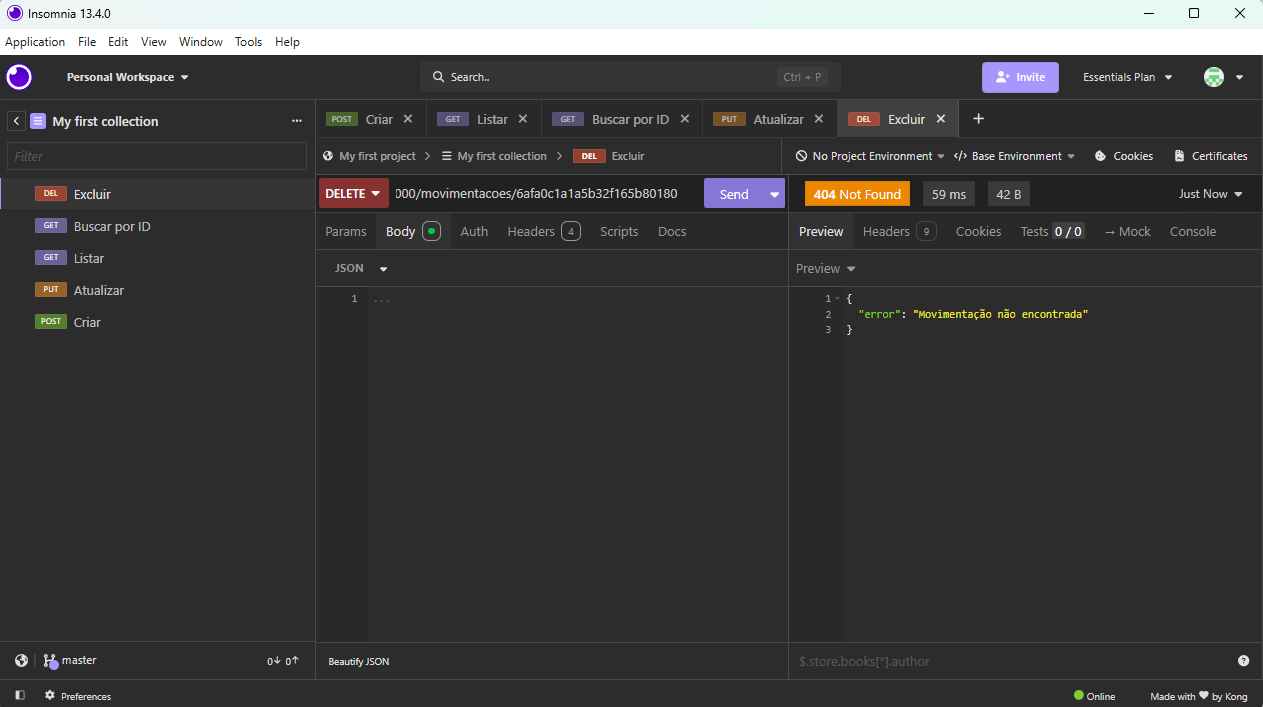 Insomnia 13.4.0
Application File Edit View Window Tools Help
Personal Workspace
Search..
Ctrl + P
Invite
Essentials Plan
My first collection
...
Filter
DEL Excluir
GET Buscar por ID
GET Listar
PUT Atualizar
POST Criar
master
0 0
Preferences
POST Criar GET Listar GET Buscar por ID PUT Atualizar DEL Excluir
My first project My first collection DEL Excluir
DELETE 000/movimentacoes/6afa0c1a1a5b32f165b80180 Send
Params Body Auth Headers 4 Scripts Docs
JSON
1 ...
Beautify JSON
No Project Environment </> Base Environment Cookies Certificates
404 Not Found 59 ms 42 B Just Now
Preview Headers 9 Cookies Tests 0 / 0 → Mock Console
Preview
1 {
2 "error": "Movimentação não encontrada"
3 }
$.store.books[*].author
Online
Made with ❤ by Kong